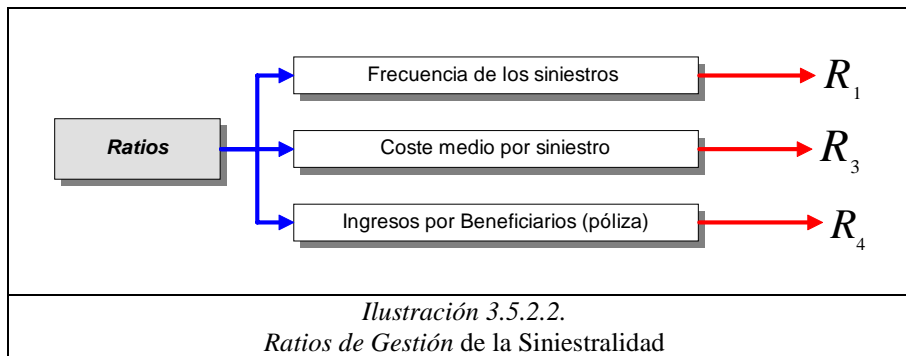 Frecuencia de los siniestros
R1
Ratios
Coste medio por siniestro
R3
Ingresos por Beneficiarios (póliza)
R4
Ilustración 3.5.2.2.
Ratios de Gestión de la Siniestralidad